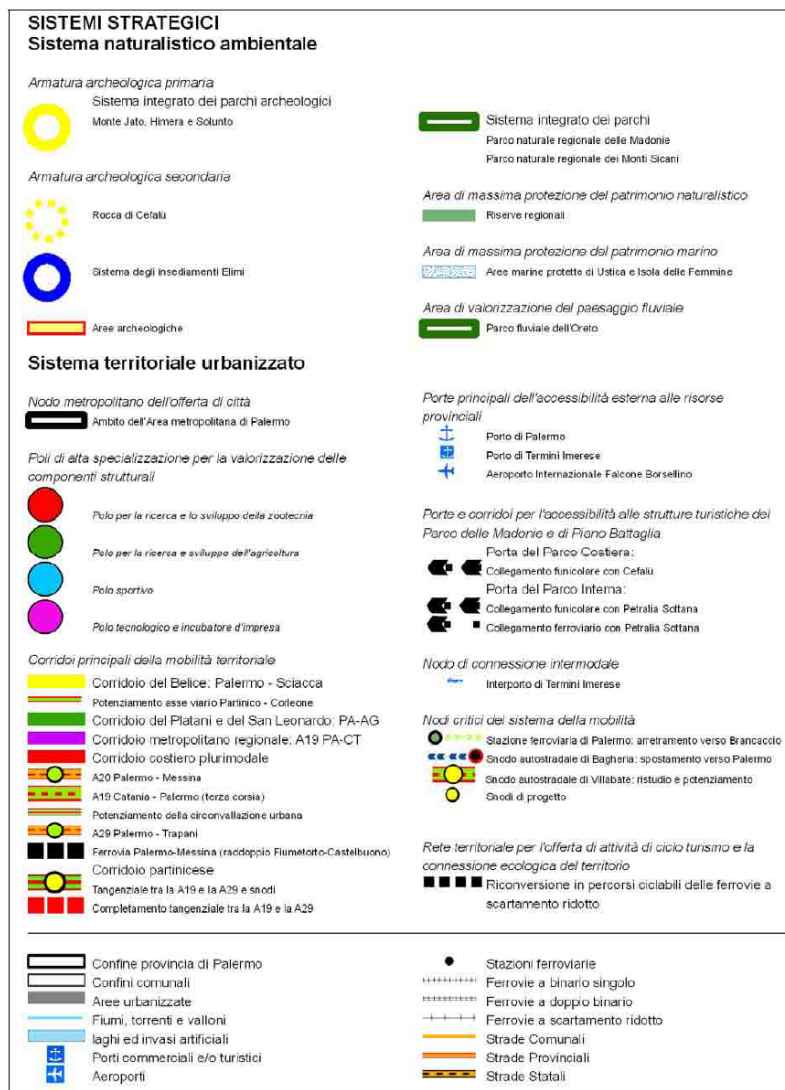 SISTEMI STRATEGICI
Sistema naturalistico ambientale
Armatura archeologica primaria
Sistema integrato dei parchi archeologici
Monte Jato, Himera e Solunto
Armatura archeologica secondaria
Rocca di Cefalù
Sistema degli insediamenti Elimi
Aree archeologiche
Sistema integrato dei parchi
Parco naturale regionale delle Madonie
Parco naturale regionale dei Monti Sicani
Area di massima protezione del patrimonio naturalistico
Riserve regionali
Area di massima protezione del patrimonio marino
Aree marine protette di Ustica e Isola delle Femmine
Area di valorizzazione del paesaggio fluviale
Parco fluviale dell'Oreto
Sistema territoriale urbanizzato
Nodo metropolitano dell'offerta di città
Ambito dell'Area metropolitana di Palermo
Poli di alta specializzazione per la valorizzazione delle
componenti strutturali
Polo per la ricerca e lo sviluppo della zootecnia
Polo per la ricerca e sviluppo dell'agricoltura
Polo sportivo
Polo tecnologico e incubatore d'impresa
Corridoi principali della mobilità territoriale
Corridoio del Belice: Palermo - Sciacca
Potenziamento asse viario Partinico - Corleone
Corridoio del Platani e del San Leonardo: PA-AG
Corridoio metropolitano regionale: A19 PA-CT
Corridoio costiero plurimodale
A20 Palermo - Messina
A19 Catania - Palermo (terza corsia)
Potenziamento della circonvallazione urbana
A29 Palermo - Trapani
Ferrovia Palermo-Messina (raddoppio Fiumetorto-Castelbuono)
Corridoio partinicese
Tangenziale tra la A19 e la A29 e snodi
Completamento tangenziale tra la A19 e la A29
Porte principali dell'accessibilità esterna alle risorse
provinciali
Porto di Palermo
Porto di Termini Imerese
Aeroporto Internazionale Falcone Borsellino
Porte e corridoi per l'accessibilità alle strutture turistiche del
Parco delle Madonie e di Piano Battaglia
Porta del Parco Costiera:
Collegamento funicolare con Cefalù
Porta del Parco Interna:
Collegamento funicolare con Petralia Sottana
Collegamento ferroviario con Petralia Sottana
Nodo di connessione intermodale
Interporto di Termini Imerese
Nodi critici del sistema della mobilità
Stazione ferroviaria di Palermo: arretramento verso Brancaccio
Snodo autostradale di Bagheria: spostamento verso Palermo
Snodo autostradale di Villabate: ristudio e potenziamento
Snodi di progetto
Rete territoriale per l'offerta di attività di ciclo turismo e la
connessione ecologica del territorio
Riconversione in percorsi ciclabili delle ferrovie a
scartamento ridotto
Confine provincia di Palermo
Confini comunali
Aree urbanizzate
Fiumi, torrenti e valloni
laghi ed invasi artificiali
Porti commerciali e/o turistici
Aeroporti
Stazioni ferroviarie
Ferrovie a binario singolo
Ferrovie a doppio binario
Ferrovie a scartamento ridotto
Strade Comunali
Strade Provinciali
Strade Statali